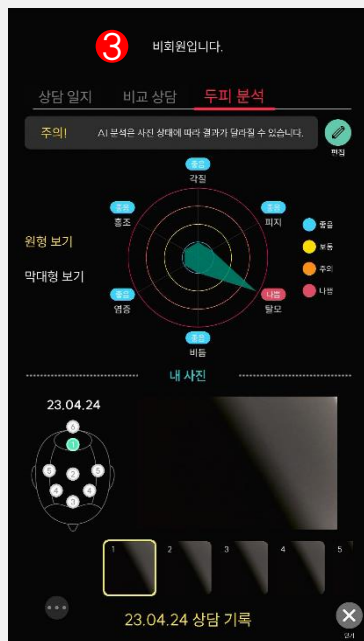 3
비회원입니다.
상담 일지 비교 상담 두피 분석
주의! AI 분석은 사진 상태에 따라 결과가 달라질 수 있습니다.
편집
좋음
각질
좋음 좋음
홍조 피지
좋음
보통
주의
나쁨
원형 보기
막대형 보기
좋음 나쁨
염증 탈모
좋음
비듬
내 사진
23.04.24
6
1
5 2 5
4 4
3
1 2 3 4 5
23.04.24 상담 기록
닫기